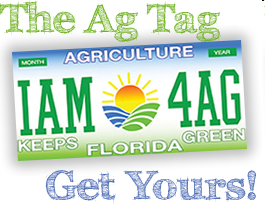 The Ag Tag
MONTH YEAR
AGRICULTURE
IAM 4AG
KEEPS GREEN
FLORIDA
Get Yours!